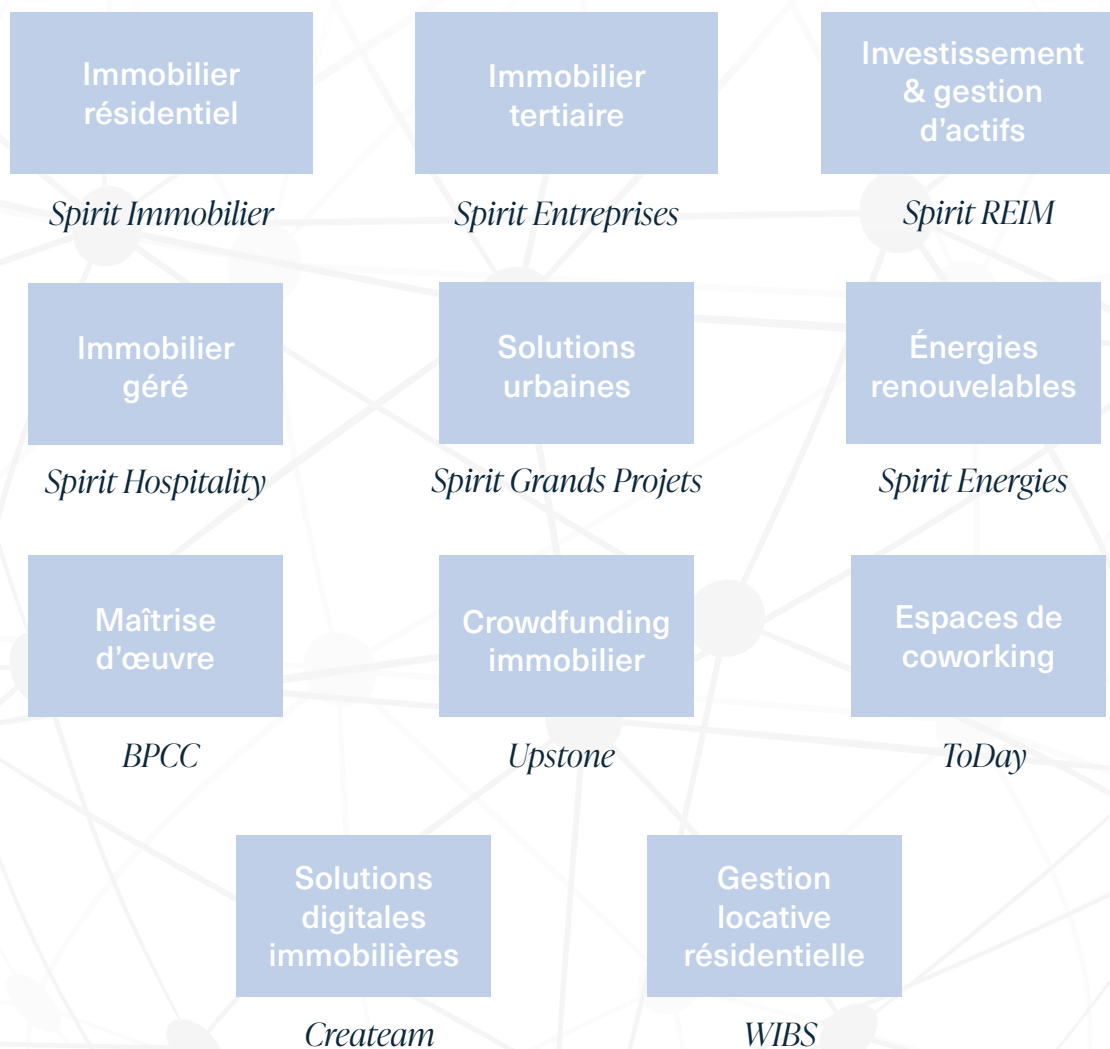 Immobilier
résidentiel
Spirit Immobilier
Immobilier
tertiaire
Spirit Entreprises
Investissement
& gestion
d’actifs
Spirit REIM
Immobilier
géré
Spirit Hospitality
Solutions
urbaines
Spirit Grands Projets
Énergies
renouvelables
Spirit Energies
Maîtrise
d’œuvre
BPCC
Crowdfunding
immobilier
Upstone
Espaces de
coworking
ToDay
Solutions
digitales
immobilières
Createam
Gestion
locative
résidentielle
WIBS